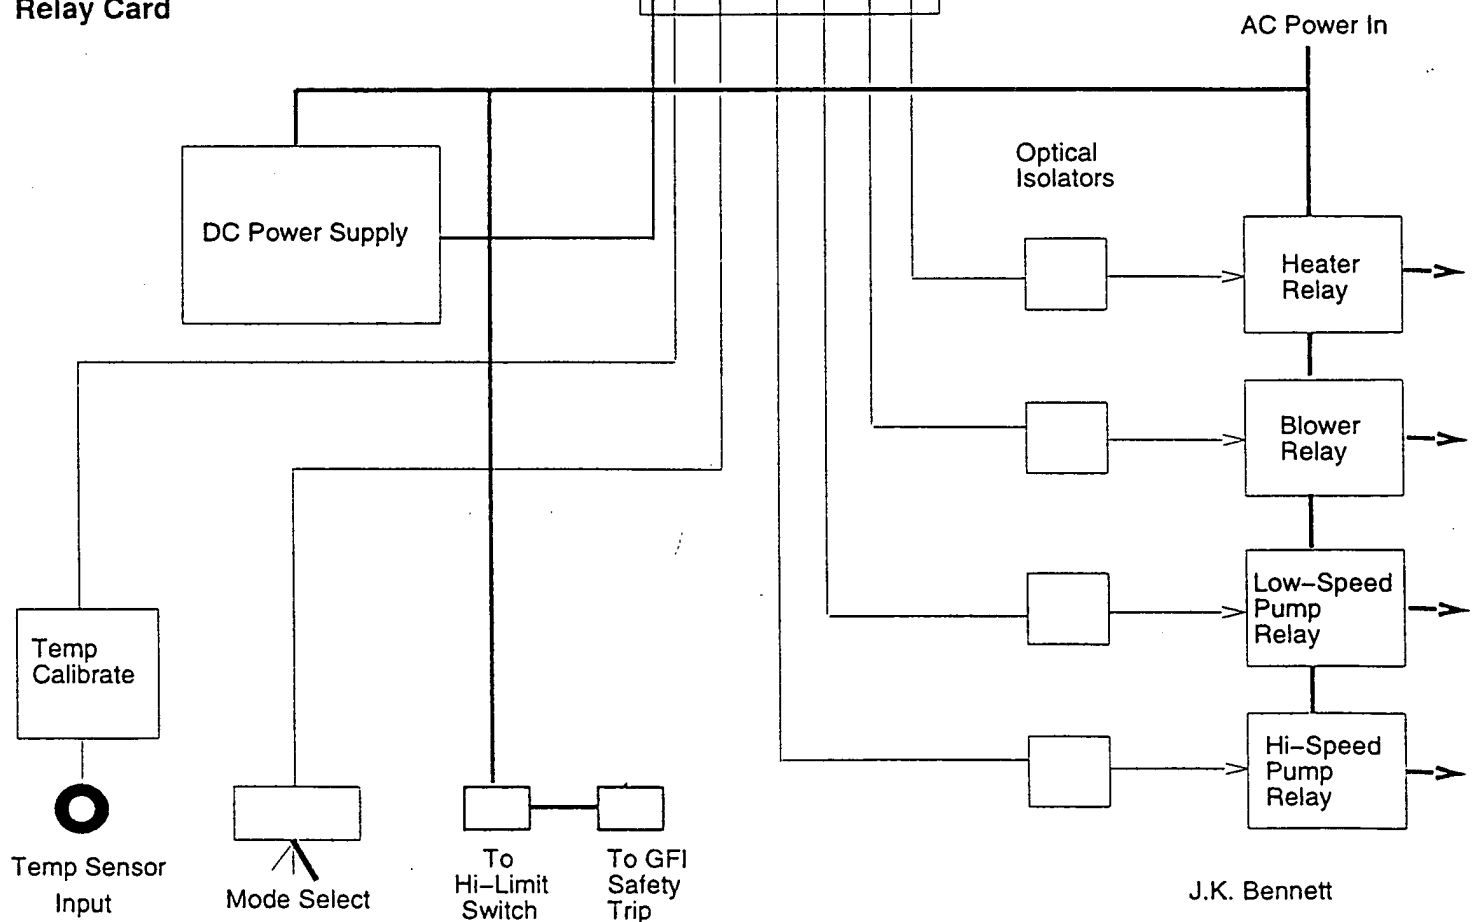 Relay Card
AC Power In
Optical
Isolators
DC Power Supply
Heater
Relay
Blower
Relay
Low–Speed
Pump
Relay
Temp
Calibrate
Hi–Speed
Pump
Relay
Temp Sensor
Input
Mode Select
To
Hi–Limit
Switch
To GFI
Safety
Trip
J.K. Bennett